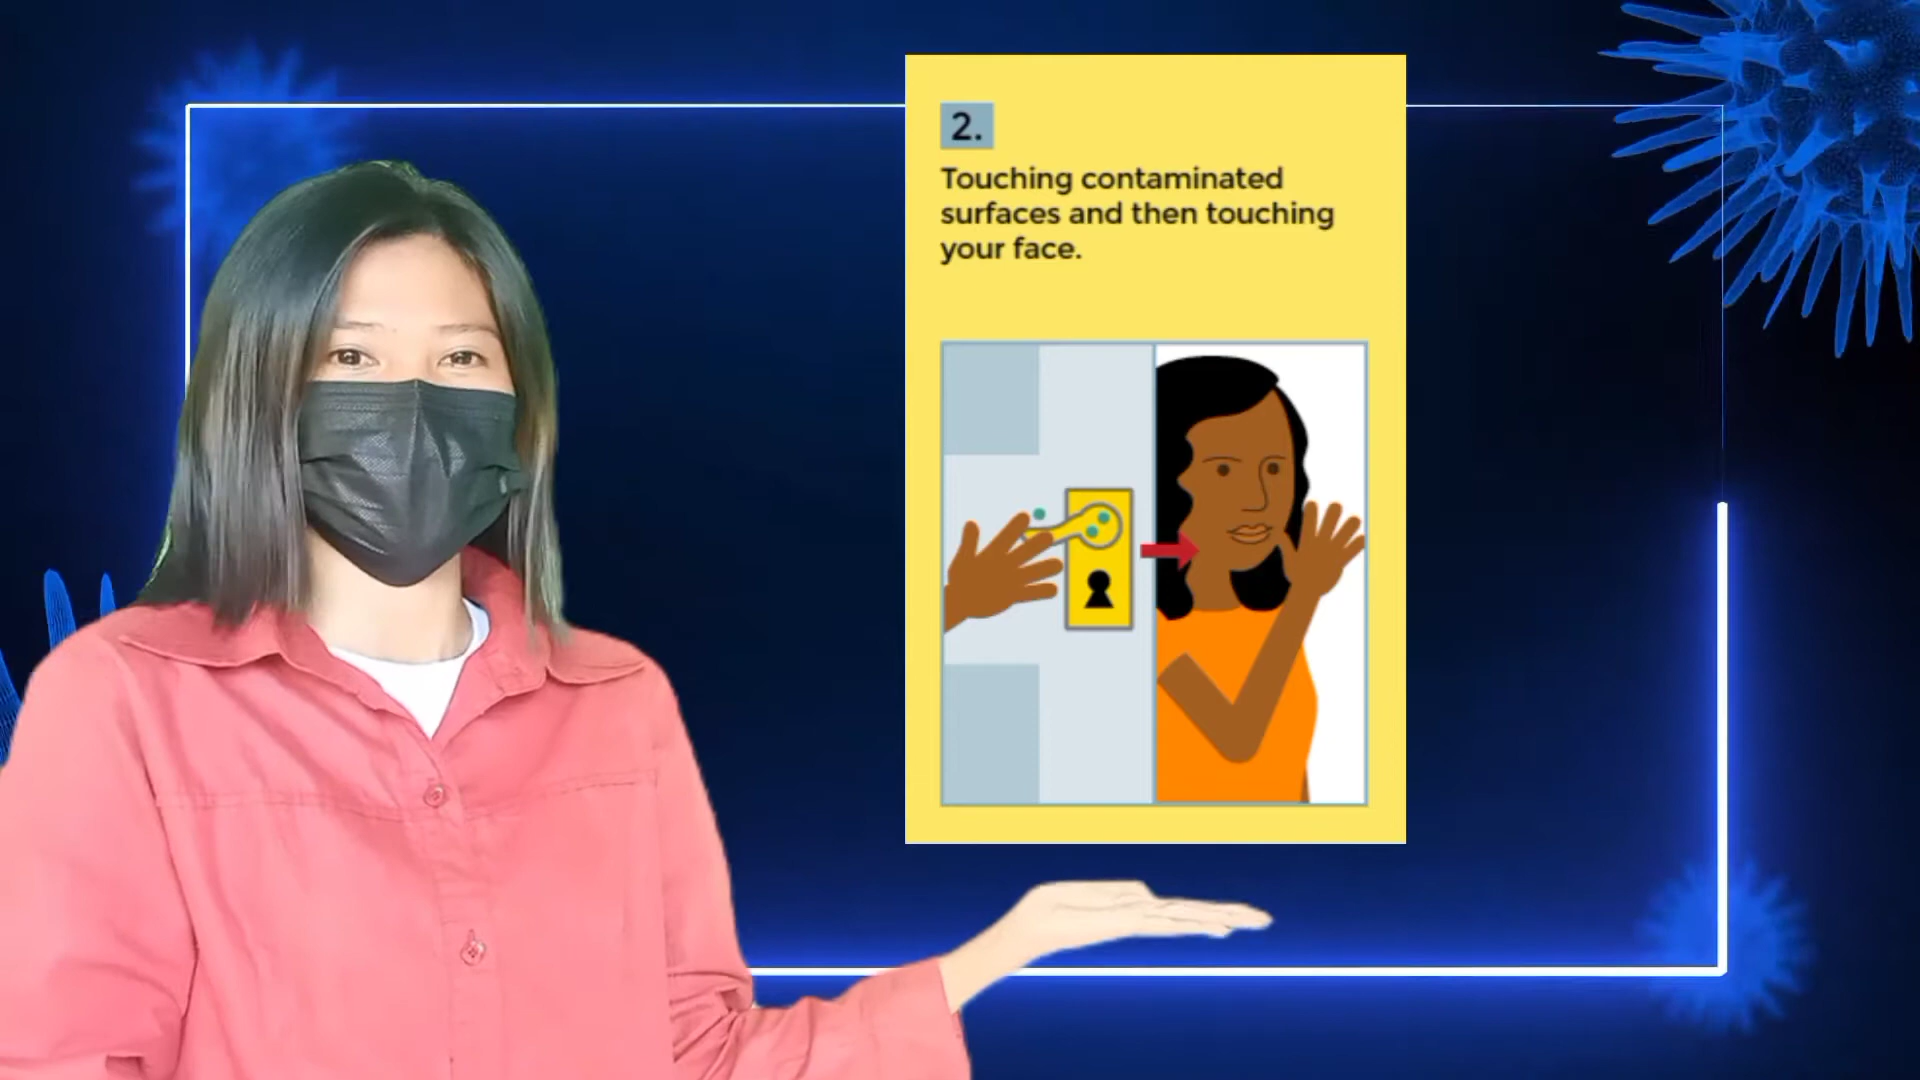 2.
Touching contaminated
surfaces and then touching
your face.